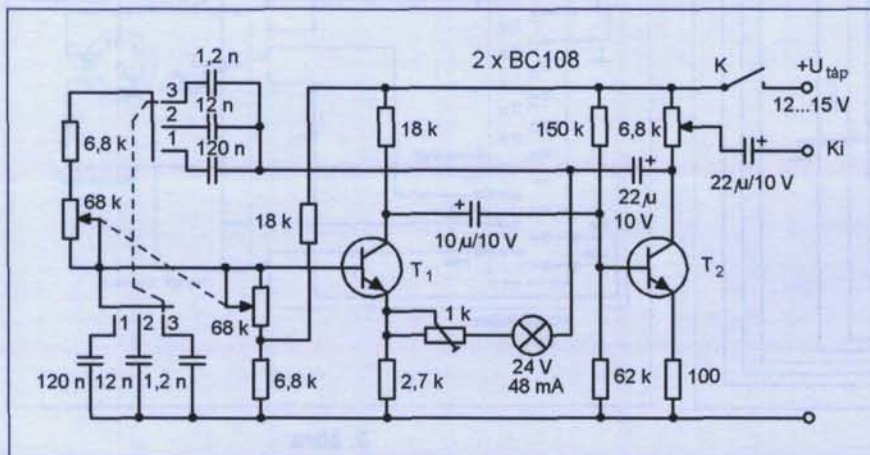 1,2 n
2 x BC108
K
+U táp
3
12 n
12...15 V
2
6,8 k
1
120 n
18 k
150 k
6,8 k
+
Ki
+
22 μ
10 V
22 μ/10 V
68 k
18 k
+
10 μ/10 V
T1
T2
1 k
1 2 3
68 k
120 n 12 n 1,2 n
6,8 k
2,7 k
24 V
48 mA
62 k
100